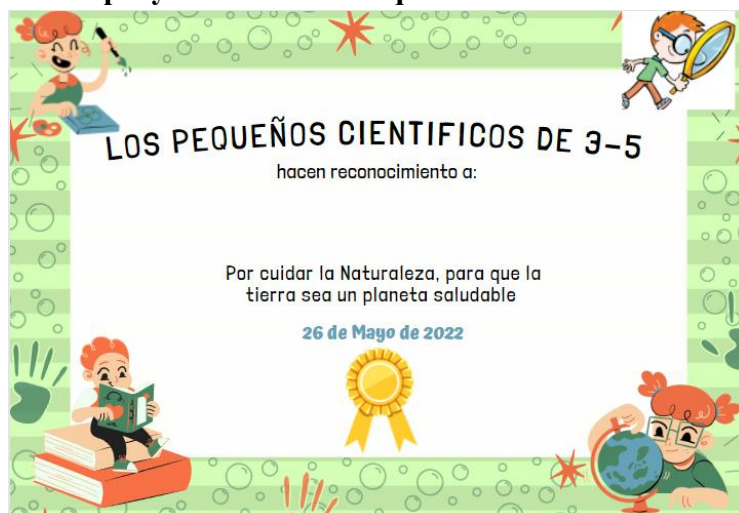 LOS PEQUEÑOS CIENTIFICOS DE 3-5
hacen reconocimiento a:
Por cuidar la Naturaleza, para que la
tierra sea un planeta saludable
26 de Mayo de 2022